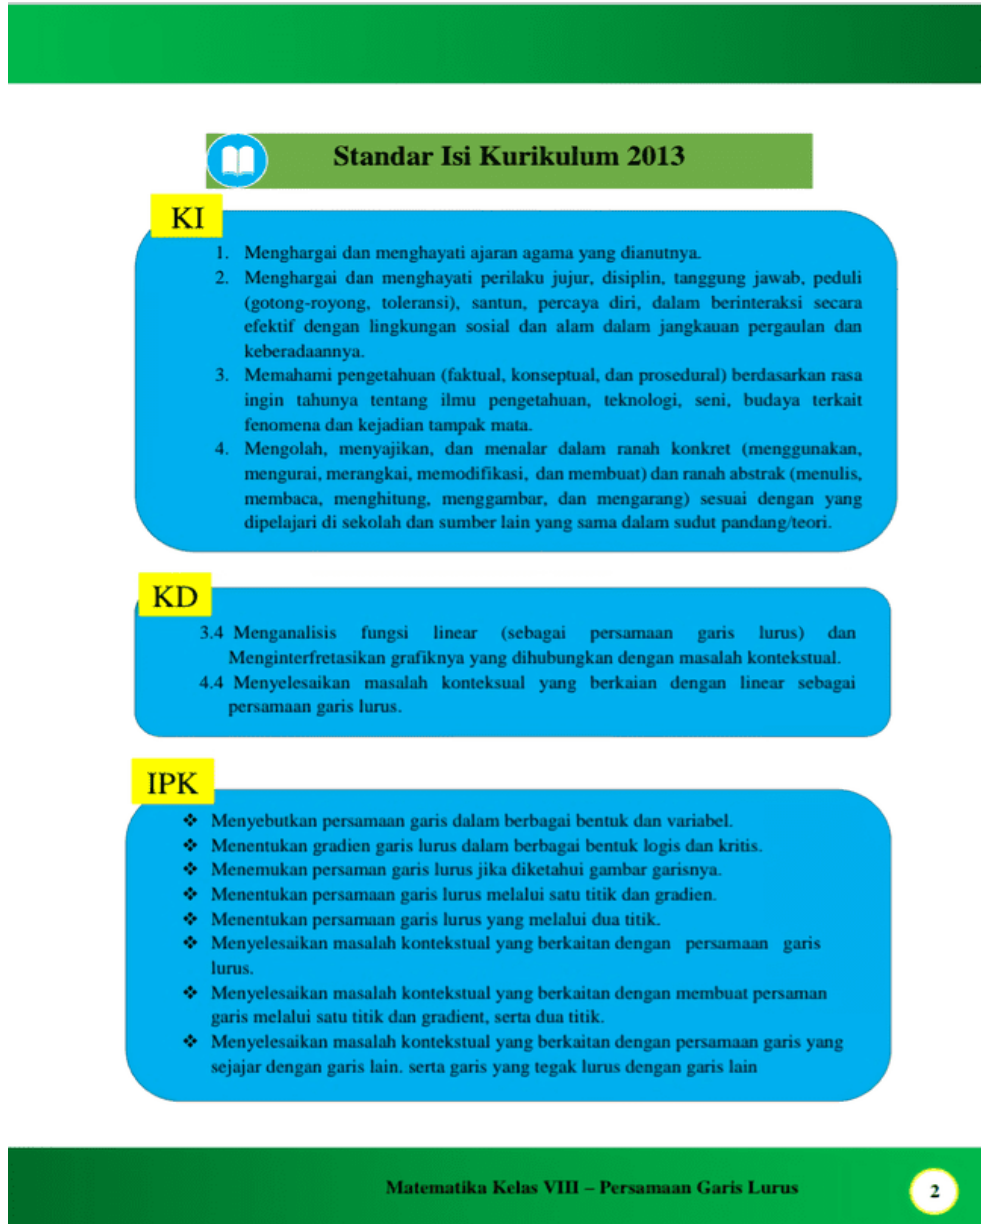 Standar Isi Kurikulum 2013
KI
1. Menghargai dan menghayati ajaran agama yang dianutnya.
2. Menghargai dan menghayati perilaku jujur, disiplin, tanggung jawab, peduli
(gotong-royong, toleransi), santun, percaya diri, dalam berinteraksi secara
efektif dengan lingkungan sosial dan alam dalam jangkauan pergaulan dan
keberadaannya.
3. Memahami pengetahuan (faktual, konseptual, dan prosedural) berdasarkan rasa
ingin tahunya tentang ilmu pengetahuan, teknologi, seni, budaya terkait
fenomena dan kejadian tampak mata.
4. Mengolah, menyajikan, dan menalar dalam ranah konkret (menggunakan,
mengurai, merangkai, memodifikasi, dan membuat) dan ranah abstrak (menulis,
membaca, menghitung, menggambar, dan mengarang) sesuai dengan yang
dipelajari di sekolah dan sumber lain yang sama dalam sudut pandang/teori.
KD
3.4 Menganalisis fungsi linear (sebagai persamaan garis lurus) dan
Menginterfretasikan grafiknya yang dihubungkan dengan masalah kontekstual.
4.4 Menyelesaikan masalah konteksual yang berkaian dengan linear sebagai
persamaan garis lurus.
IPK
❖ Menyebutkan persamaan garis dalam berbagai bentuk dan variabel.
❖ Menentukan gradien garis lurus dalam berbagai bentuk logis dan kritis.
❖ Menemukan persaman garis lurus jika diketahui gambar garisnya.
❖ Menentukan persamaan garis lurus melalui satu titik dan gradien.
❖ Menentukan persamaan garis lurus yang melalui dua titik.
❖ Menyelesaikan masalah kontekstual yang berkaitan dengan persamaan garis
lurus.
❖ Menyelesaikan masalah kontekstual yang berkaitan dengan membuat persaman
garis melalui satu titik dan gradient, serta dua titik.
❖ Menyelesaikan masalah kontekstual yang berkaitan dengan persamaan garis yang
sejajar dengan garis lain. serta garis yang tegak lurus dengan garis lain
Matematika Kelas VIII – Persamaan Garis Lurus
2